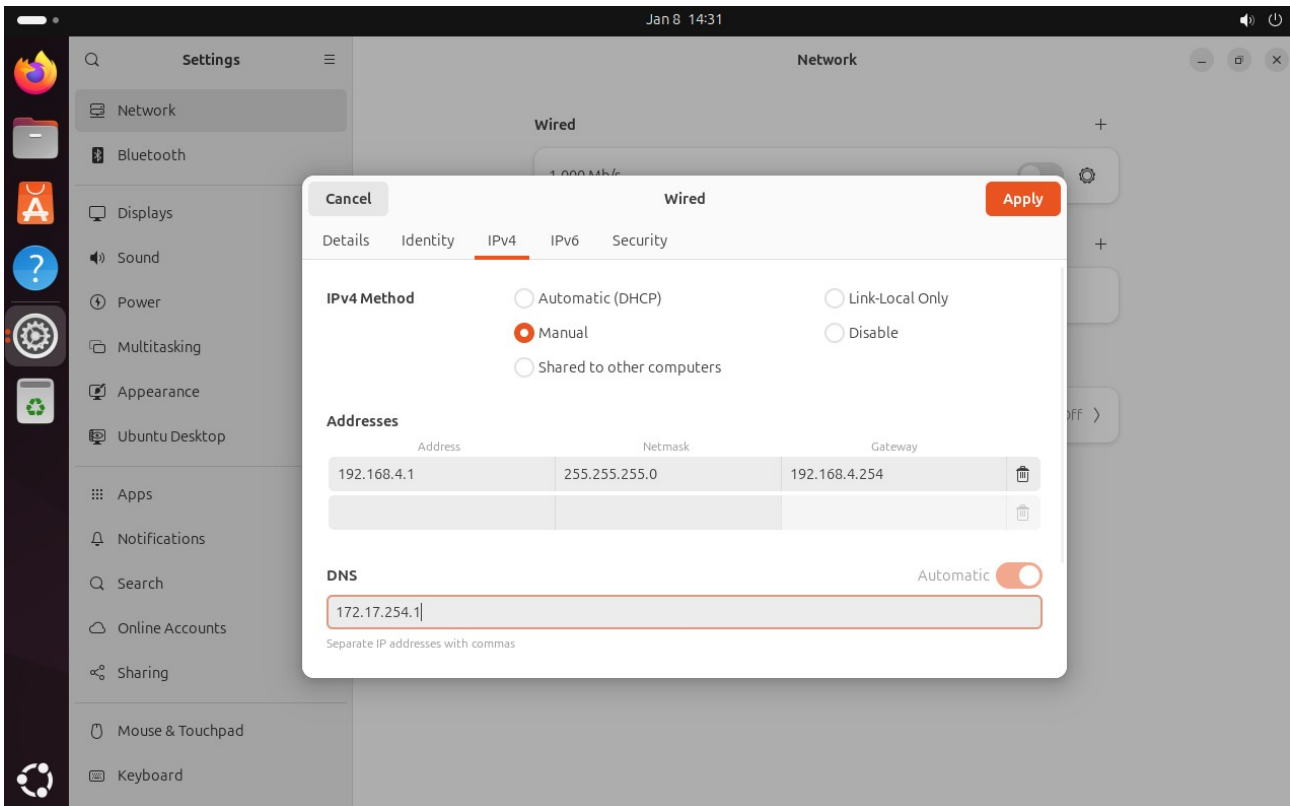 Jan 8 14:31
Settings
Network
Network
Bluetooth
Displays
Sound
Power
Multitasking
Appearance
Ubuntu Desktop
Apps
Notifications
Search
Online Accounts
Sharing
Mouse & Touchpad
Keyboard
Wired
1,000 Mb/s
Cancel
Wired
Apply
Details Identity IPv4 IPv6 Security
IPv4 Method
Automatic (DHCP)
Link-Local Only
Manual
Disable
Shared to other computers
Addresses
Address Netmask Gateway
192.168.4.1 255.255.255.0 192.168.4.254
DNS
Automatic
172.17.254.1
Separate IP addresses with commas